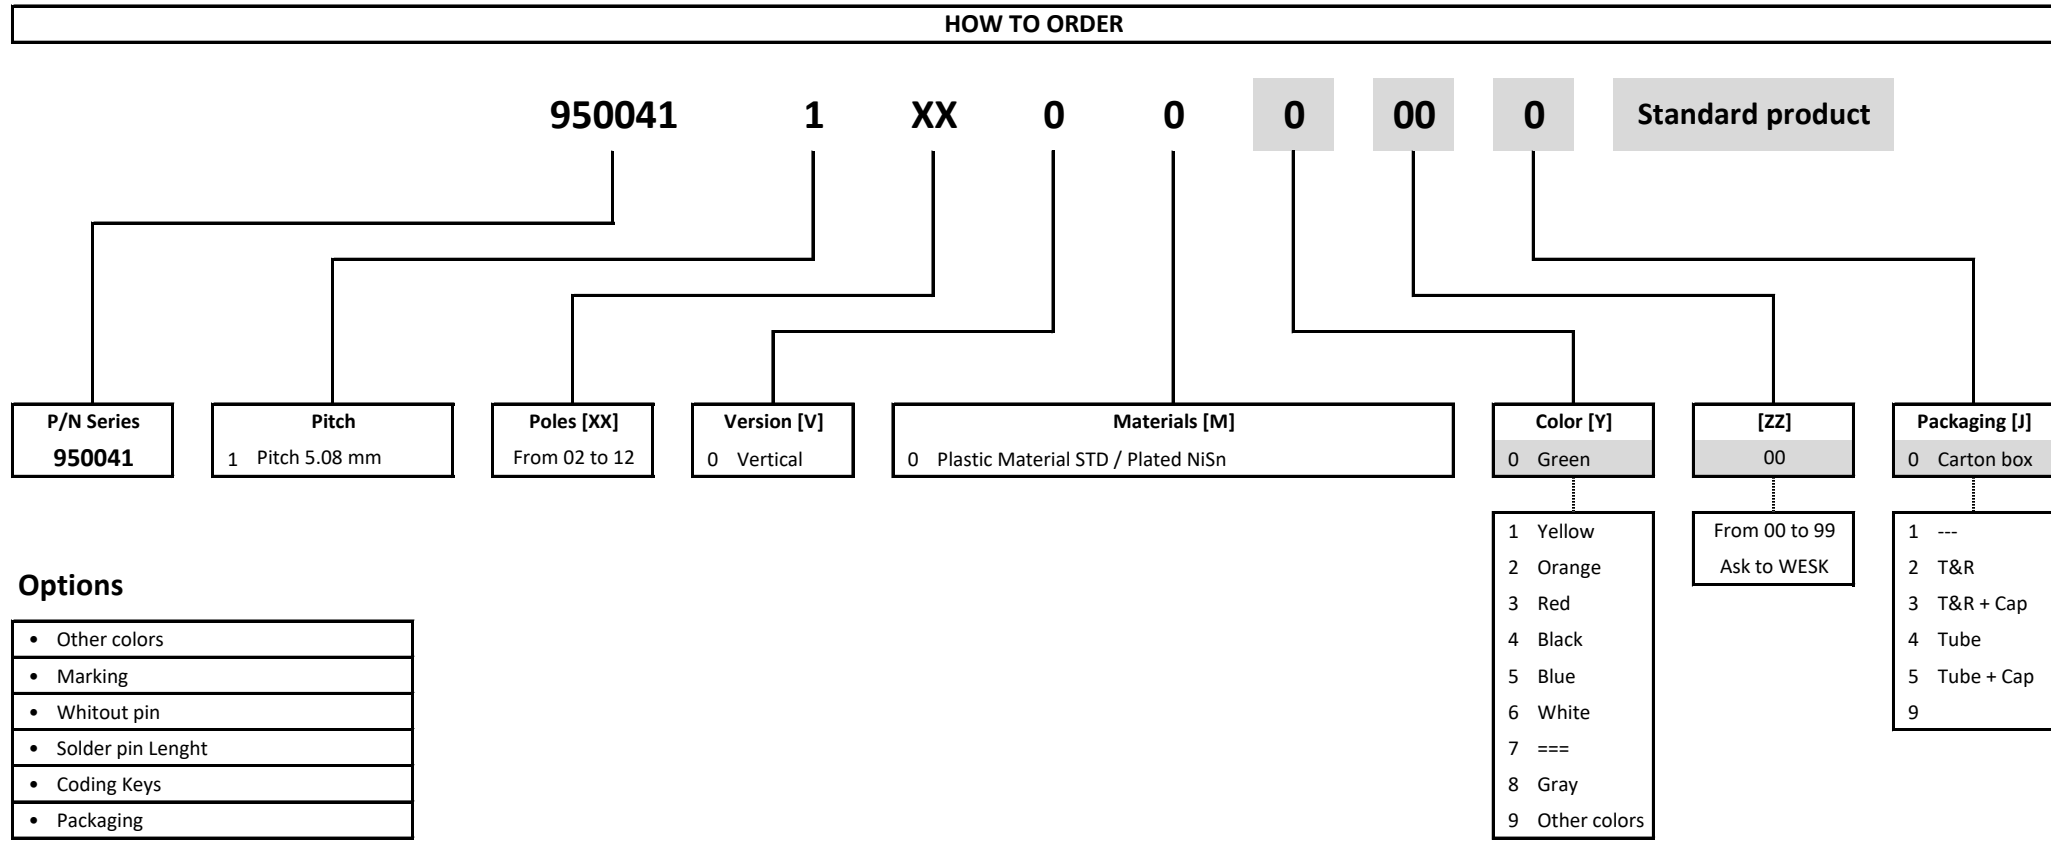 HOW TO ORDER
950041 1 XX 0 0 0 00 0 Standard product
P/N Series
950041
Pitch
1 Pitch 5.08 mm
Poles [XX]
From 02 to 12
Version [V]
0 Vertical
Materials [M]
0 Plastic Material STD / Plated NiSn
Color [Y]
0 Green
1 Yellow
2 Orange
3 Red
4 Black
5 Blue
6 White
7 ===
8 Gray
9 Other colors
[ZZ]
00
From 00 to 99
Ask to WESK
Packaging [J]
0 Carton box
1 ---
2 T&R
3 T&R + Cap
4 Tube
5 Tube + Cap
9
Options
• Other colors
• Marking
• Whitout pin
• Solder pin Lenght
• Coding Keys
• Packaging